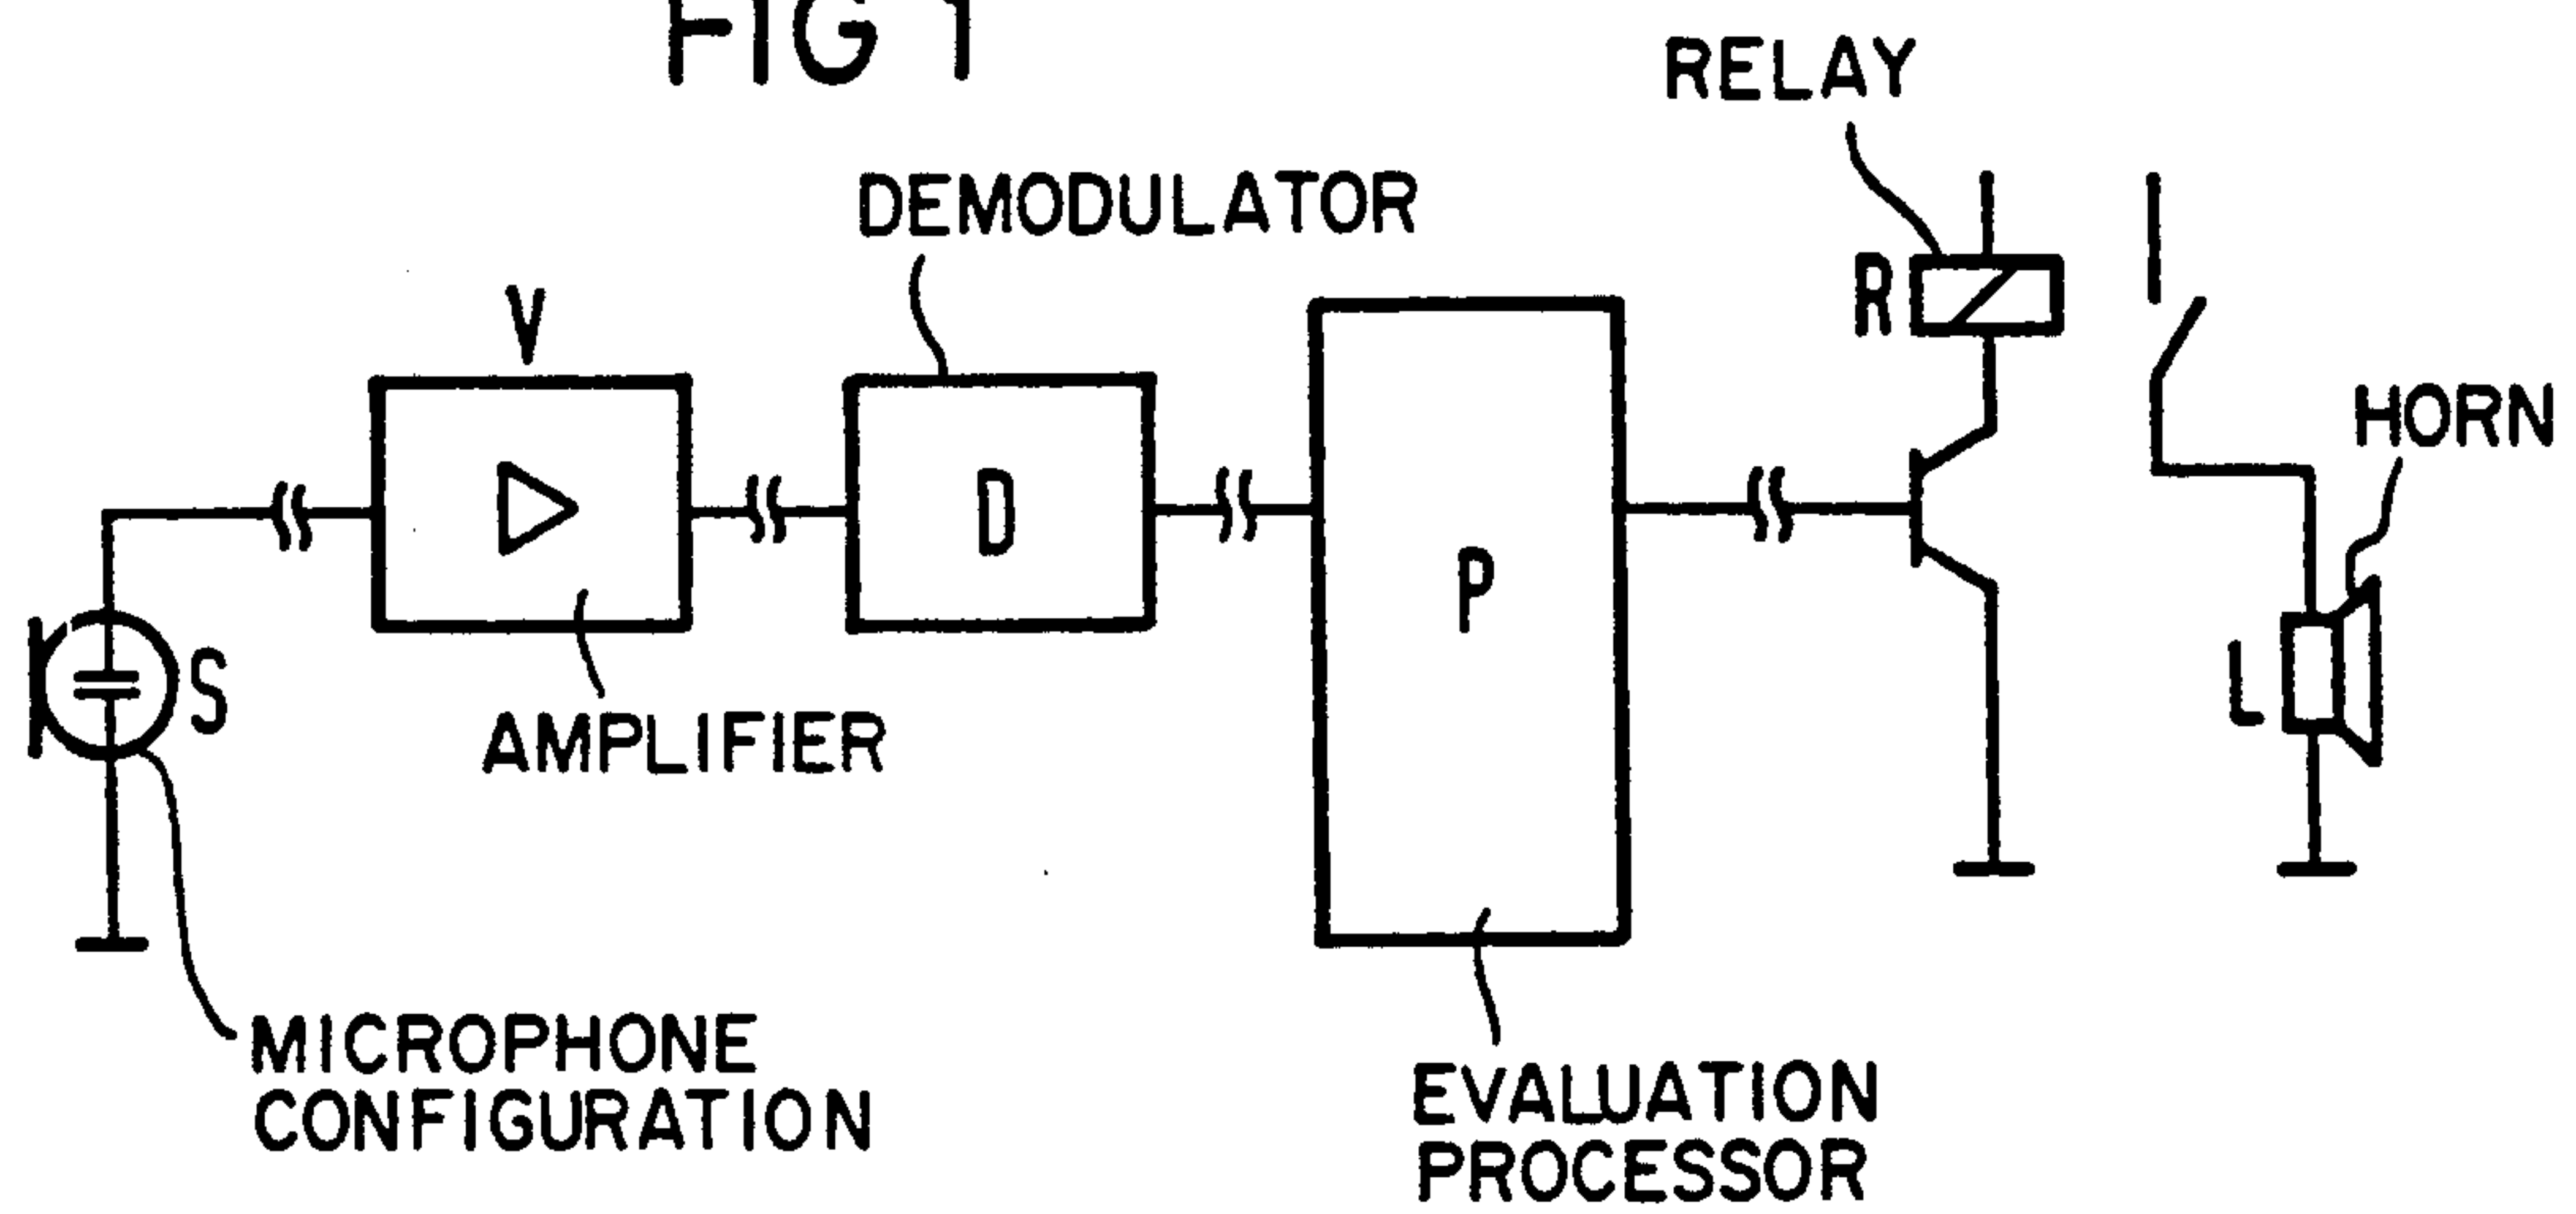 FIG 1
RELAY
DEMODULATOR
V
R
HORN
D
P
S
L
AMPLIFIER
MICROPHONE
CONFIGURATION
EVALUATION
PROCESSOR